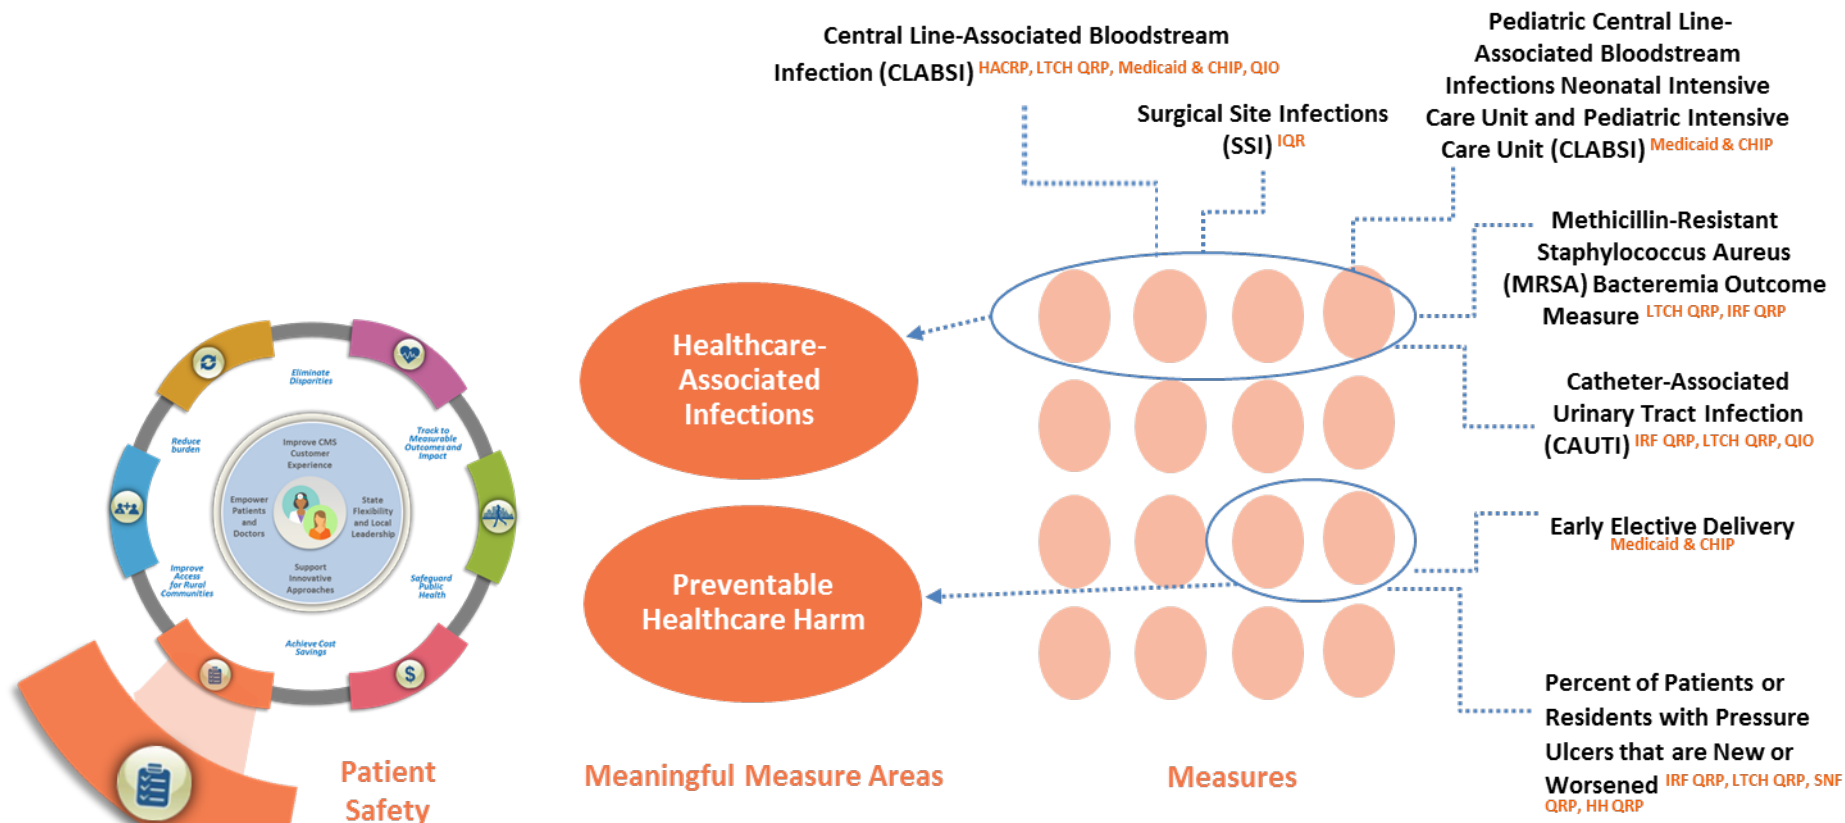 Central Line-Associated Bloodstream
Infection (CLABSI) HACRP, LTCH QRP, Medicaid & CHIP, QIO
Surgical Site Infections
(SSI) IQR
Pediatric Central Line-
Associated Bloodstream
Infections Neonatal Intensive
Care Unit and Pediatric Intensive
Care Unit (CLABSI) Medicaid & CHIP
Methicillin-Resistant
Staphylococcus Aureus
(MRSA) Bacteremia Outcome
Measure LTCH QRP, IRF QRP
Catheter-Associated
Urinary Tract Infection
(CAUTI) IRF QRP, LTCH QRP, QIO
Early Elective Delivery
Medicaid & CHIP
Percent of Patients or
Residents with Pressure
Ulcers that are New or
Worsened IRF QRP, LTCH QRP, SNF
QRP, HH QRP
Healthcare-
Associated
Infections
Preventable
Healthcare Harm
Eliminate
Disparities
Track to
Measurable
Outcomes and
Impact
Safeguard
Public
Health
Achieve Cost
Savings
Improve
Access
for Rural
Communities
Reduce
burden
Improve CMS
Customer
Experience
State
Flexibility
and Local
Leadership
Support
Innovative
Approaches
Empower
Patients
and
Doctors
$
Patient
Safety
Meaningful Measure Areas
Measures